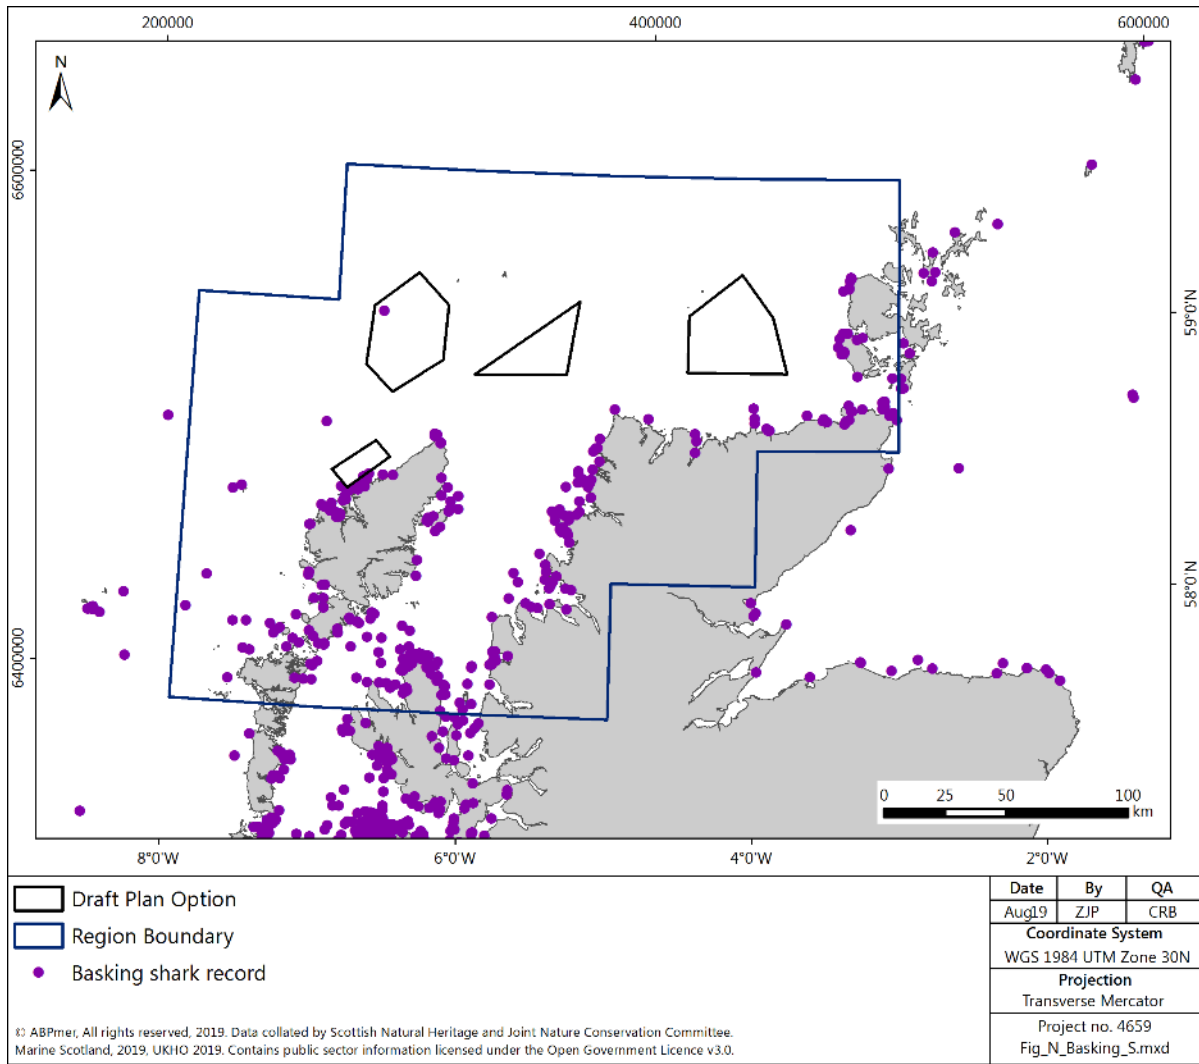 200000 400000 600000
N
6600000
59°0'N
58°0'N
6400000
0 25 50 100
km
8°0'W 6°0'W 4°0'W 2°0'W
Draft Plan Option
Region Boundary
Basking shark record
© ABPmer, All rights reserved, 2019. Data collated by Scottish Natural Heritage and Joint Nature Conservation Committee.
Marine Scotland, 2019, UKHO 2019. Contains public sector information licensed under the Open Government Licence v3.0.
Date By QA
Aug19 ZJP CRB
Coordinate System
WGS 1984 UTM Zone 30N
Projection
Transverse Mercator
Project no. 4659
Fig_N_Basking_S.mxd